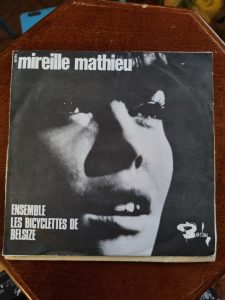 mireille mathieu
ENSEMBLE
LES BICYCLETTES DE
BELSIZE